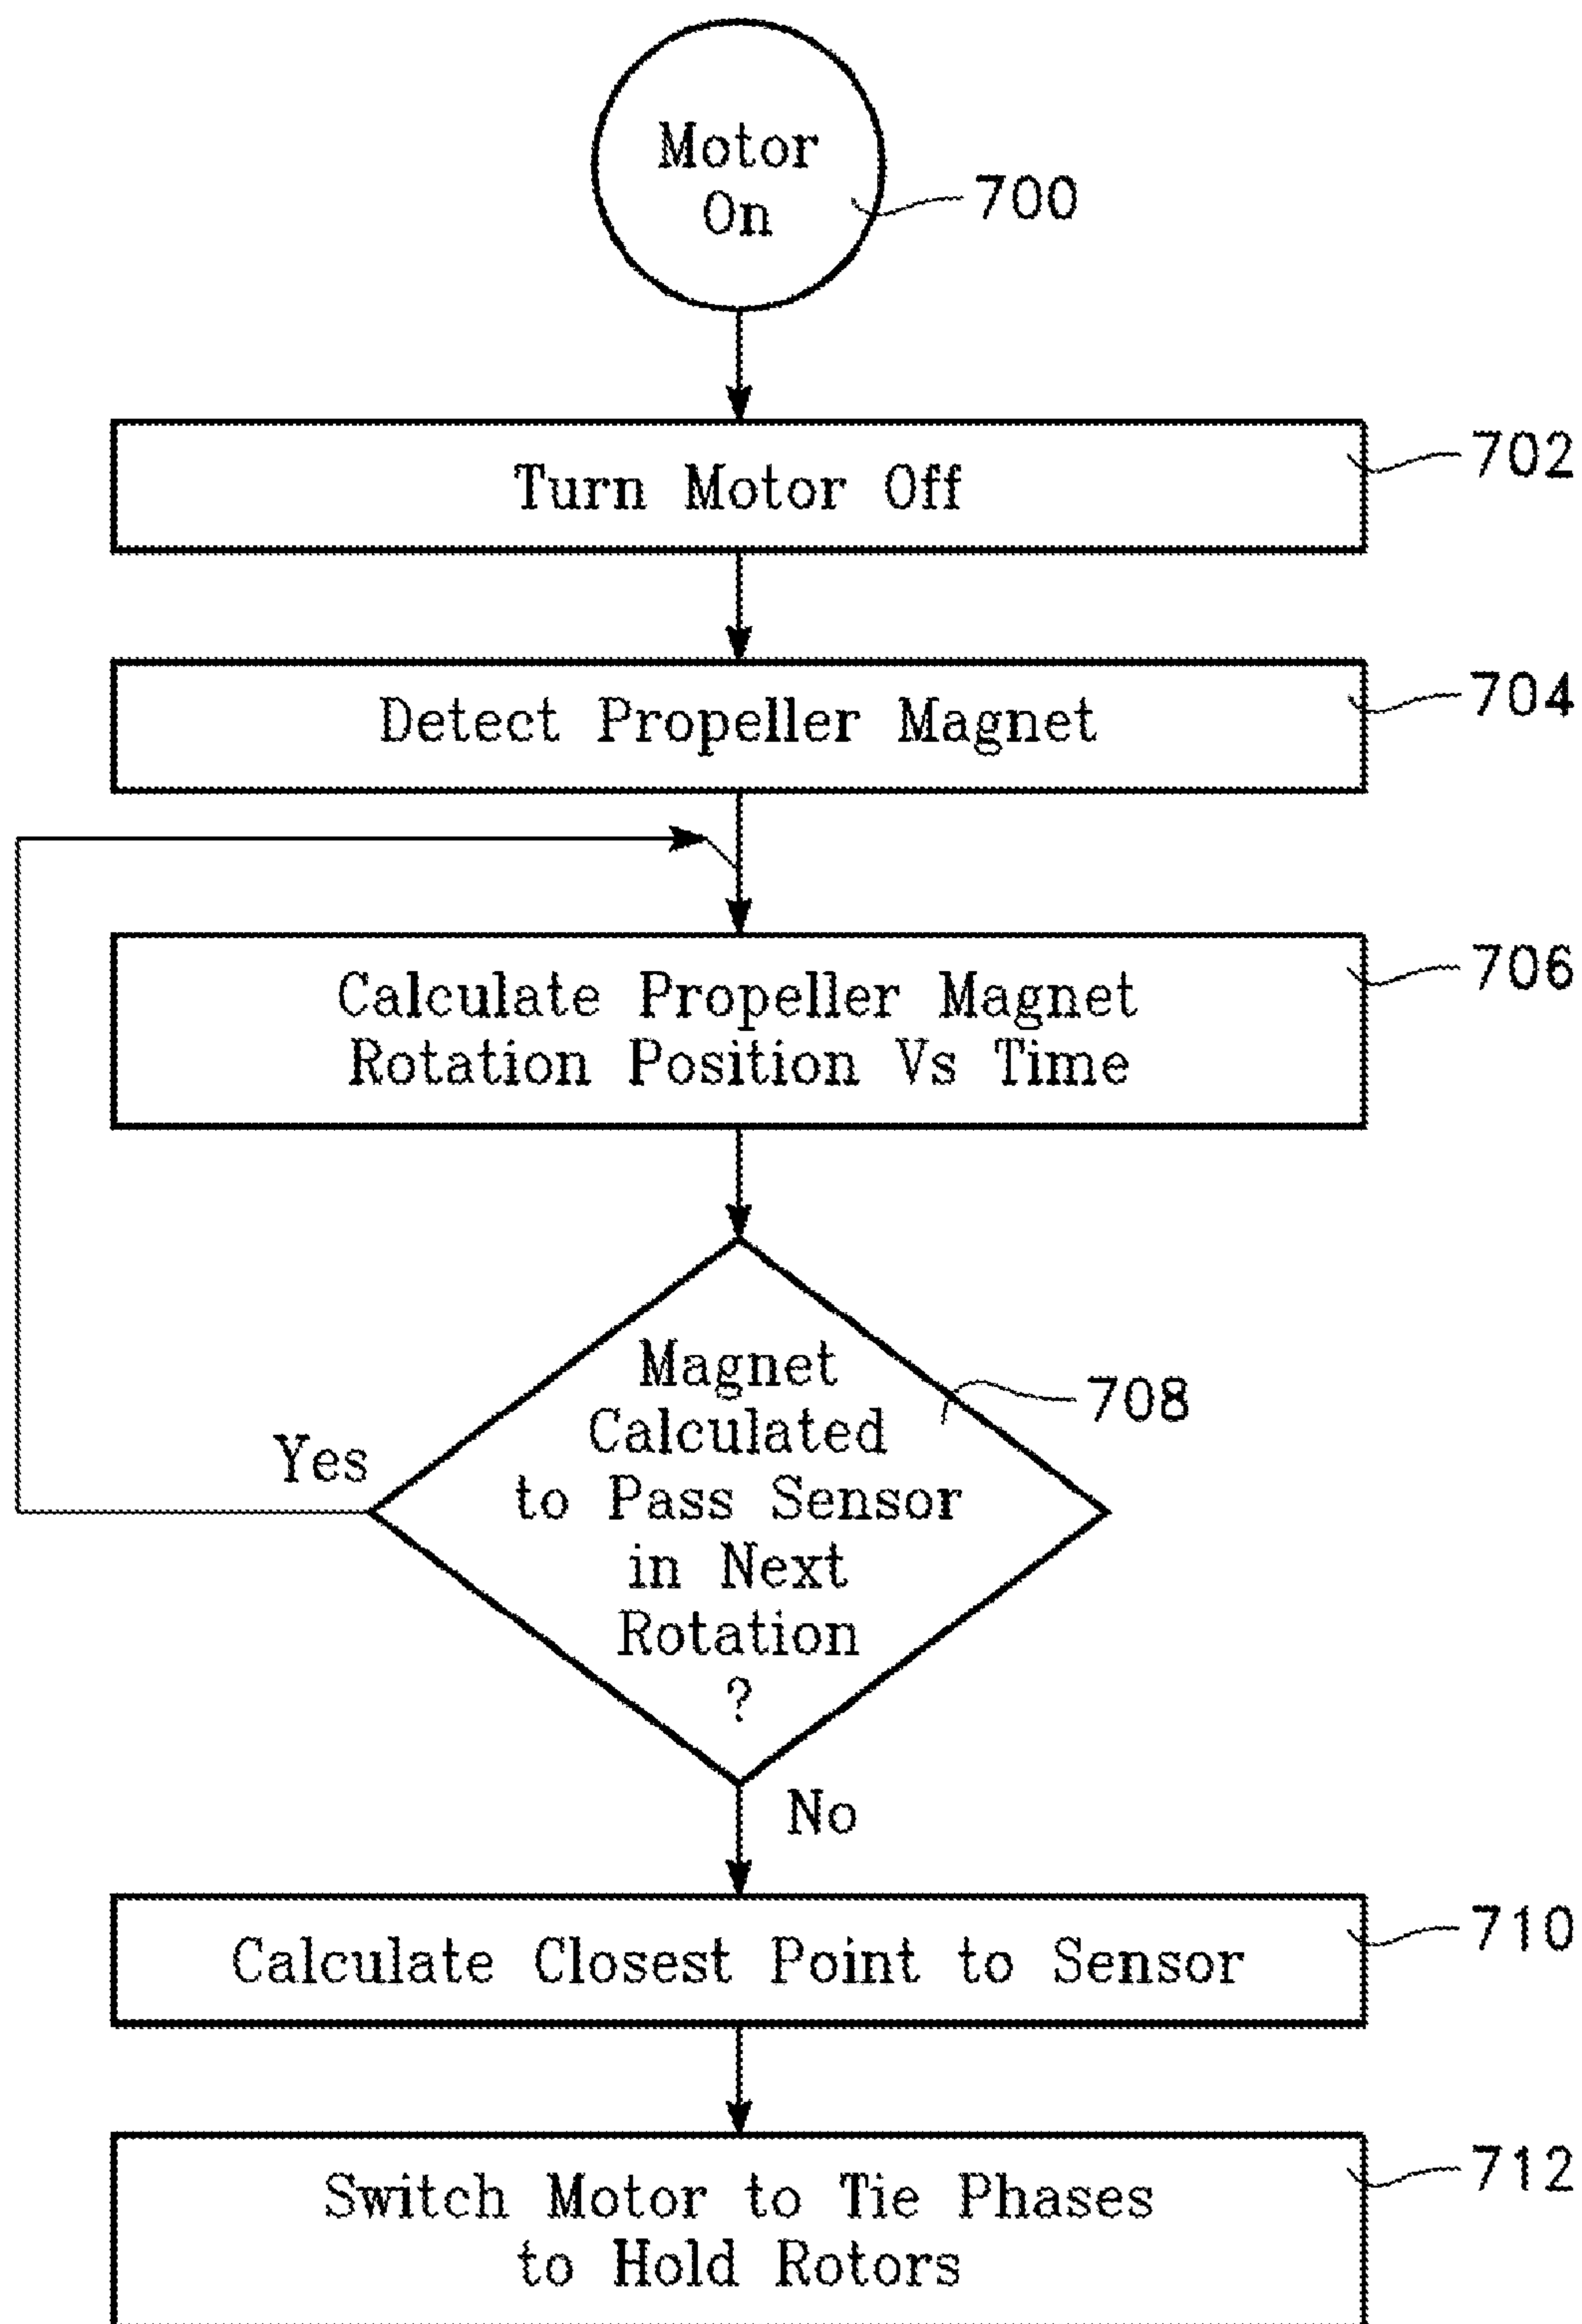 Motor
On
700
Turn Motor Off
702
Detect Propeller Magnet
704
Calculate Propeller Magnet
Rotation Position Vs Time
706
Magnet
Calculated
to Pass Sensor
in Next
Rotation
?
708
Yes
No
Calculate Closest Point to Sensor
710
Switch Motor to Tie Phases
to Hold Rotors
712